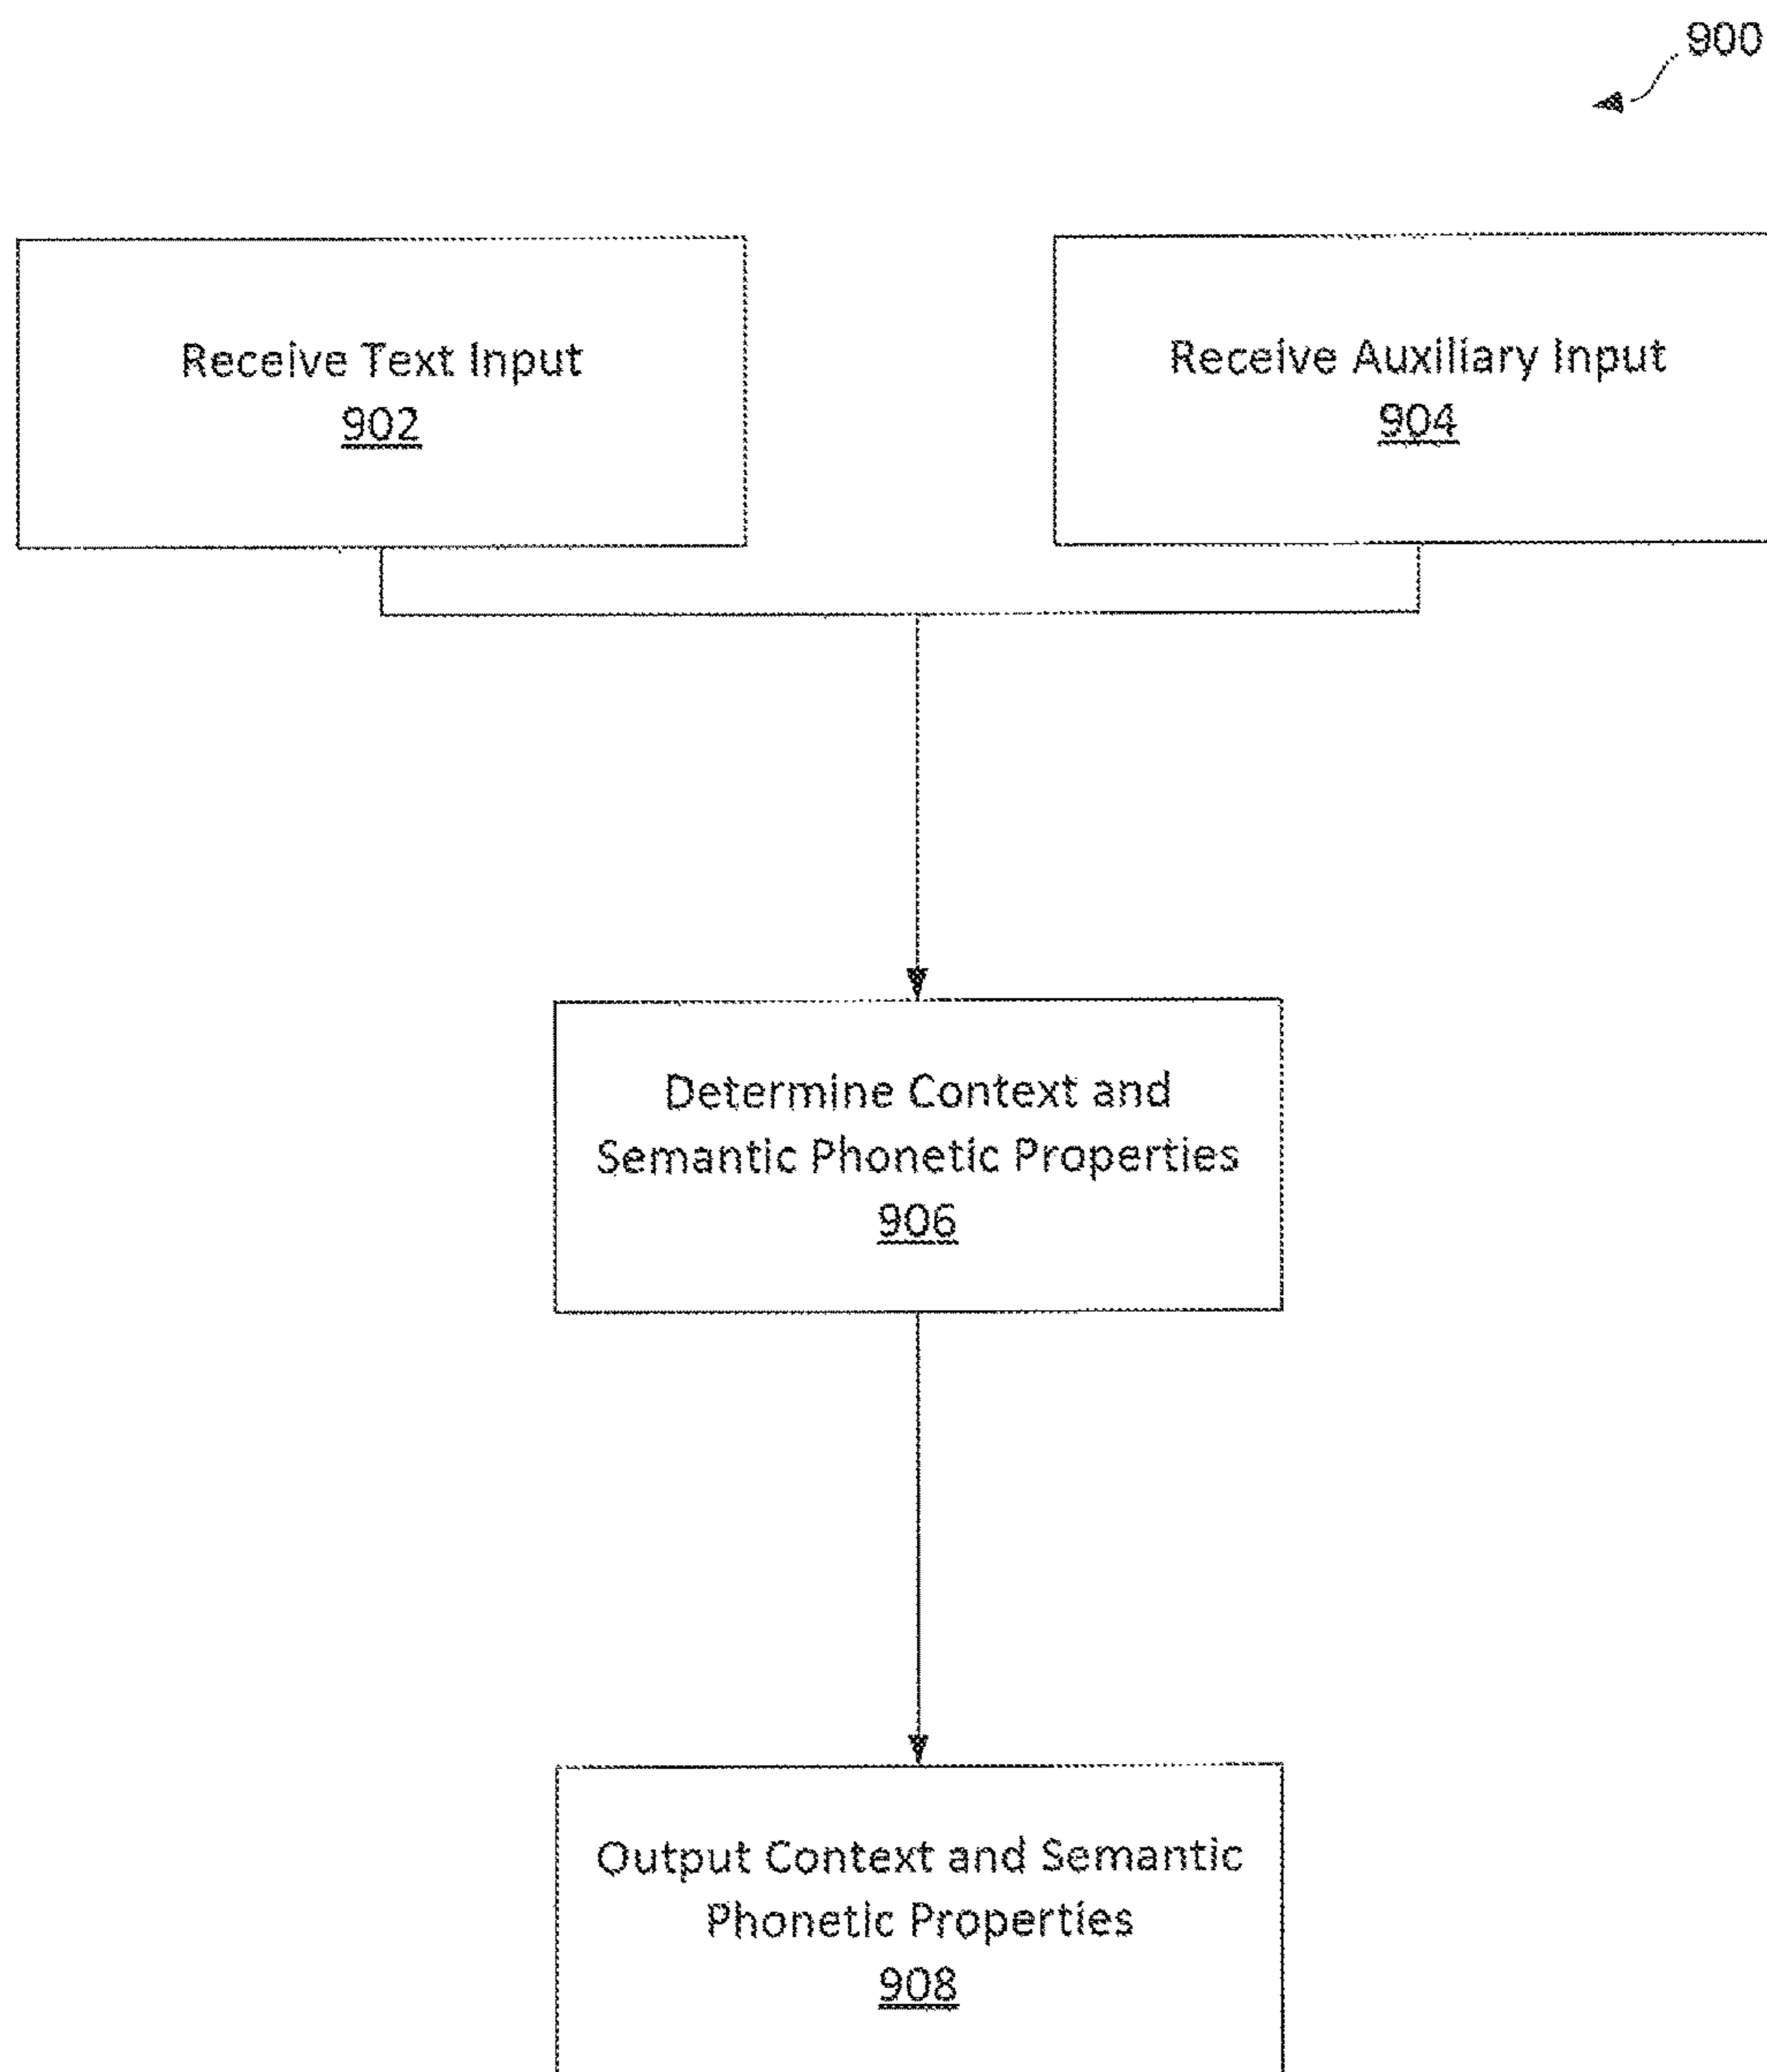 900
Receive Text Input
902
Receive Auxiliary Input
904
Determine Context and
Semantic Phonetic Properties
906
Output Context and Semantic
Phonetic Properties
908